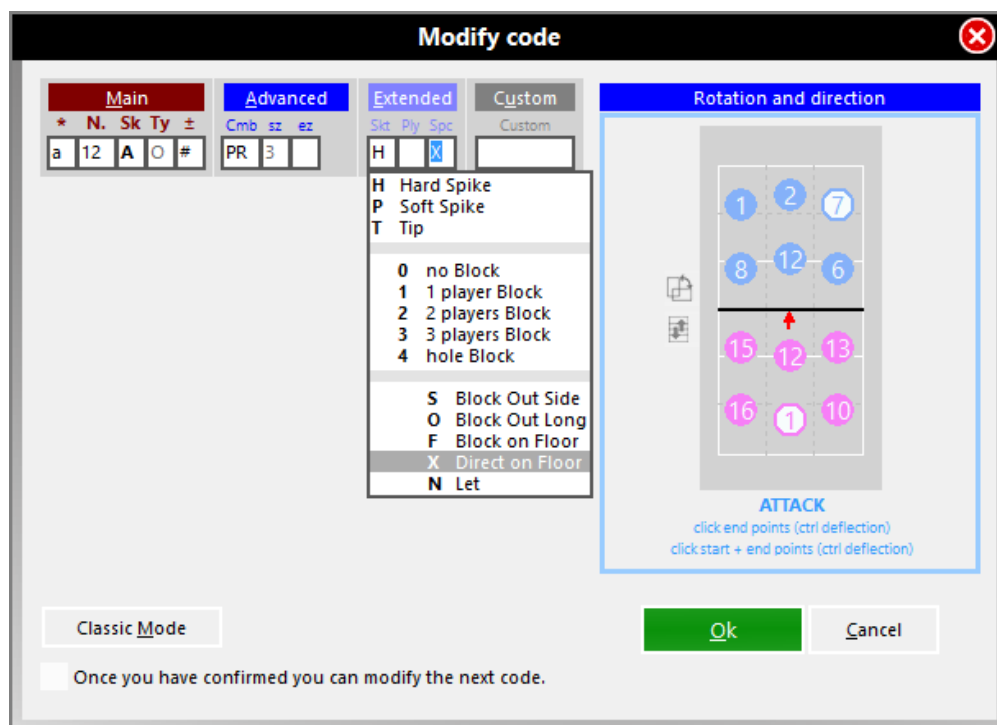 Modify code
Main Advanced Extended Custom Rotation and direction
* N. Sk Ty ± Cmb sz ez Skt Ply Spc Custom
a 12 A O # PR 3 H X
H Hard Spike
P Soft Spike
T Tip
0 no Block
1 1 player Block
2 2 players Block
3 3 players Block
4 hole Block
S Block Out Side
O Block Out Long
F Block on Floor
X Direct on Floor
N Let
1 2 7
8 12 6
15 12 13
16 1 10
ATTACK
click end points (ctrl deflection)
click start + end points (ctrl deflection)
Classic Mode Ok Cancel
Once you have confirmed you can modify the next code.